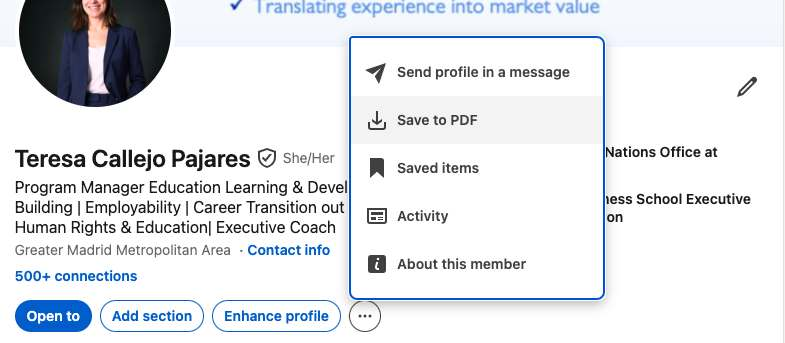 ✓ Translating experience into market value
Send profile in a message
Save to PDF
Saved items
Activity
About this member
Teresa Callejo Pajares She/Her
Program Manager Education Learning & Devel
Building | Employability | Career Transition out
Human Rights & Education| Executive Coach
Greater Madrid Metropolitan Area · Contact info
500+ connections
Nations Office at
ness School Executive
on
Open to
Add section
Enhance profile